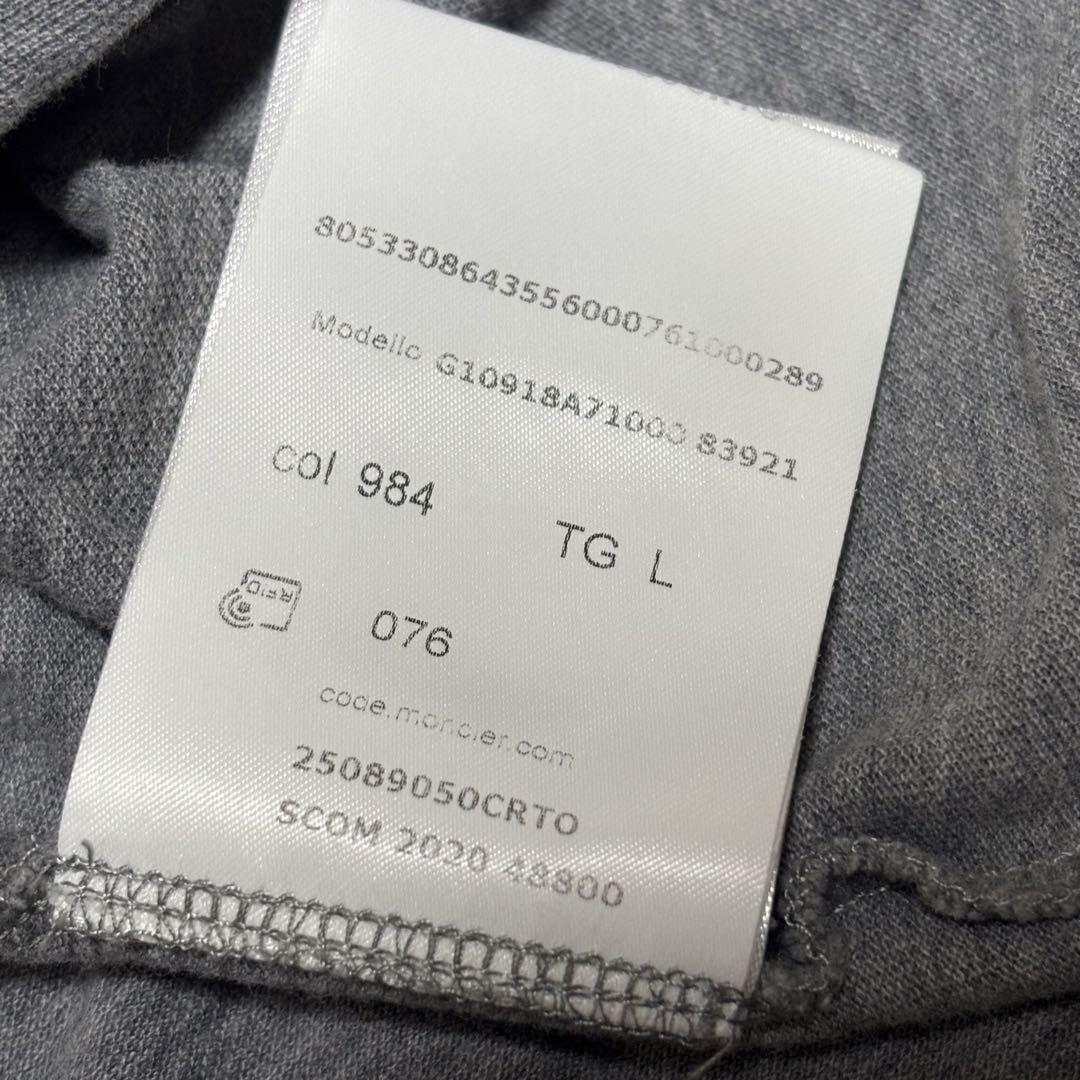 8053308643556000761000289
Modello G10918A71000 83921
col 984 TG L
RFID
076
code.moncler.com
25089050CRTO
SCOM 2020 48800